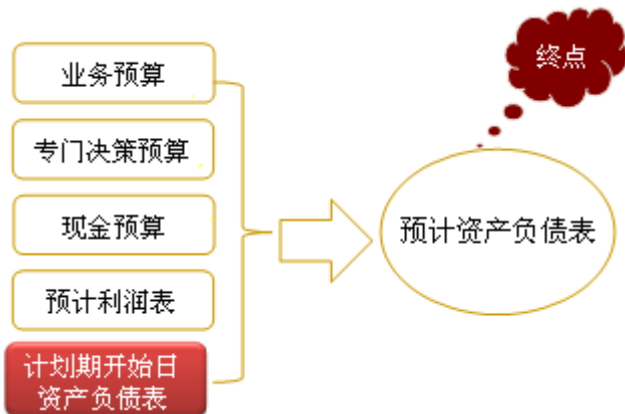 终点
业务预算
专门决策预算
现金预算
预计利润表
计划期开始日
资产负债表
预计资产负债表